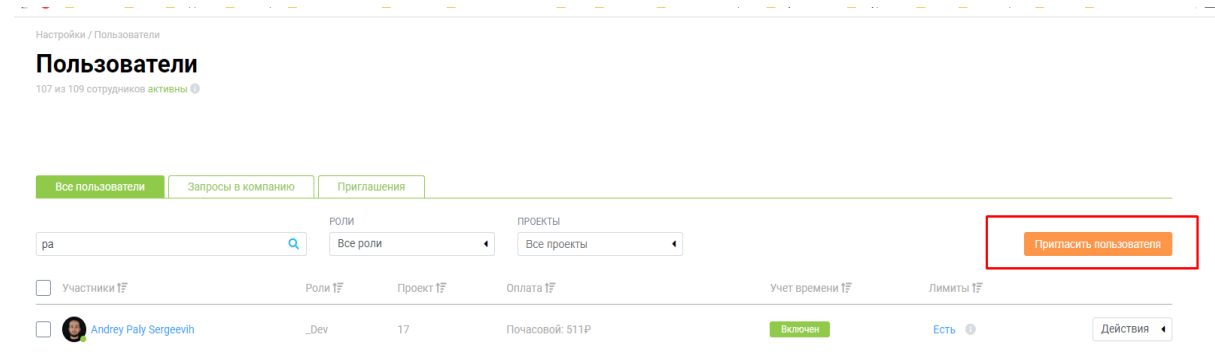 Настройки / Пользователи
Пользователи
107 из 109 сотрудников активны
Все пользователи Запросы в компанию Приглашения
РОЛИ ПРОЕКТЫ
pa Все роли Все проекты Пригласить пользователя
Участники Роли Проект Оплата Учет времени Лимиты
Andrey Paly Sergeevih _Dev 17 Почасовой: 511₽ Включен Есть Действия